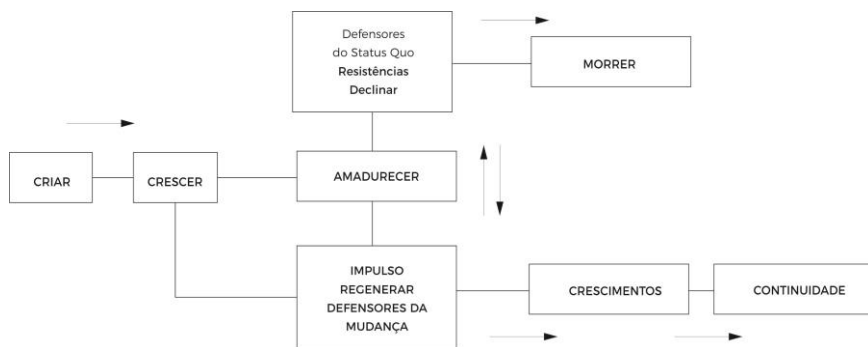 Defensores
do Status Quo
Resistências
Declinar
MORRER
CRIAR
CRESCER
AMADURECER
IMPULSO
REGENERAR
DEFENSORES DA
MUDANÇA
CRESCIMENTOS
CONTINUIDADE